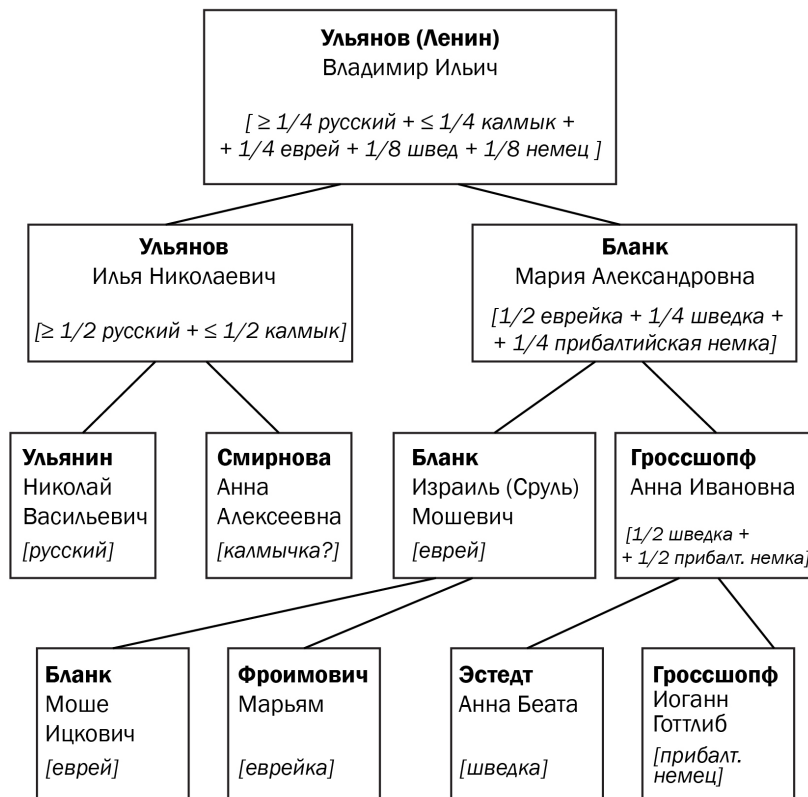 Ульянов (Ленин)
Владимир Ильич
[ ≥ 1/4 русский + ≤ 1/4 калмык +
+ 1/4 еврей + 1/8 швед + 1/8 немец ]
Ульянов
Илья Николаевич
[≥ 1/2 русский + ≤ 1/2 калмык]
Бланк
Мария Александровна
[1/2 еврейка + 1/4 шведка +
+ 1/4 прибалтийская немка]
Ульянин
Николай
Васильевич
[русский]
Смирнова
Анна
Алексеевна
[калмычка?]
Бланк
Израиль (Сруль)
Мошевич
[еврей]
Гроссшопф
Анна Ивановна
[1/2 шведка +
+ 1/2 прибалт. немка]
Бланк
Моше
Ицкович
[еврей]
Фроимович
Марьям
[еврейка]
Эстедт
Анна Беата
[шведка]
Гроссшопф
Иоганн
Готтлиб
[прибалт.
немец]